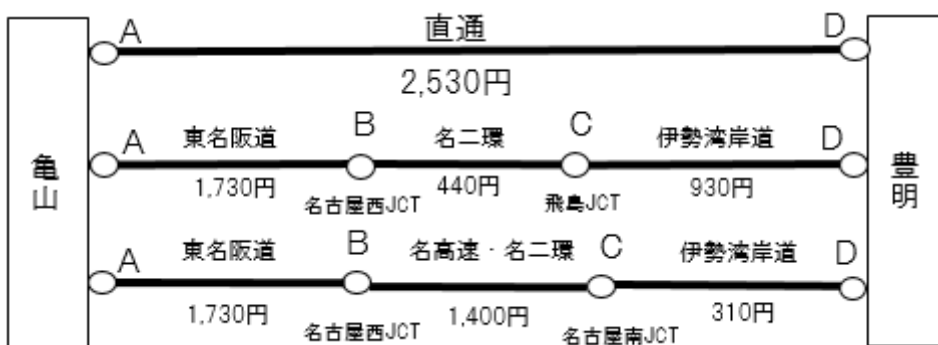 亀山
A
直通
D
2,530円
A
東名阪道
B
名二環
C
伊勢湾岸道
D
1,730円
名古屋西JCT
440円
飛島JCT
930円
A
東名阪道
B
名高速・名二環
C
伊勢湾岸道
D
1,730円
名古屋西JCT
1,400円
名古屋南JCT
310円
豊明